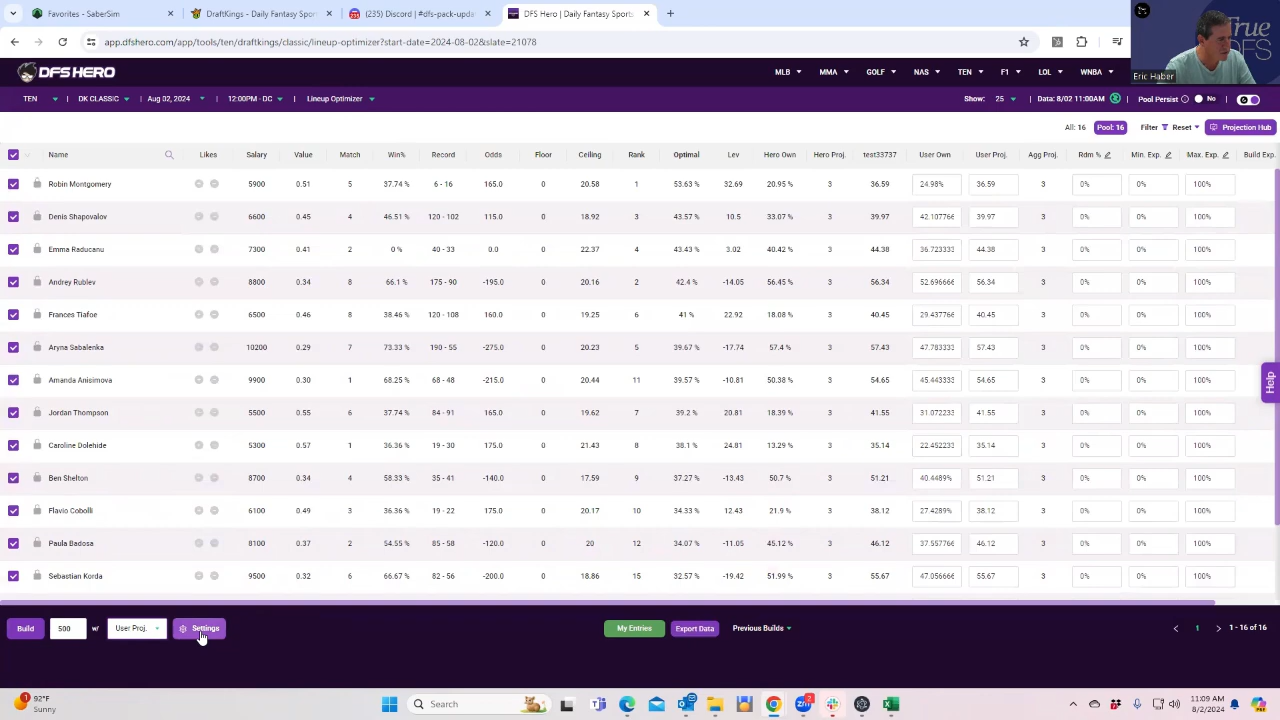 Favorites - SaberSim
DraftKings - Daily Fantasy Sport
(235) Discord | #dfs-pack-updat
DFS Hero | Daily Fantasy Sports
True DFS
app.dfshero.com/app/tools/ten/draftkings/classic/lineup-optimizer?start-date=2024-08-02&slate=21075
Eric Haber
DFS HERO
MLB MMA GOLF NAS TEN F1 LOL WNBA
TEN DK CLASSIC Aug 02, 2024 12:00PM - DC Lineup Optimizer Show: 25 Data: 8/02 11:00AM Pool Persist No
All: 16 Pool: 16 Filter Reset Projection Hub
Name Likes Salary Value Match Win% Record Odds Floor Ceiling Rank Optimal Lev Hero Own Hero Proj. test33737 User Own User Proj. Agg Proj. Rdm % Min. Exp. Max. Exp. Build Exp.
Robin Montgomery 5900 0.51 5 37.74 % 6 - 16 165.0 0 20.58 1 53.63 % 32.69 20.95 % 3 36.59 24.98% 36.59 3 0% 0% 100%
Denis Shapovalov 6600 0.45 4 46.51 % 120 - 102 115.0 0 18.92 3 43.57 % 10.5 33.07 % 3 39.97 42.107766 39.97 3 0% 0% 100%
Emma Raducanu 7300 0.41 2 0 % 40 - 33 0.0 0 22.37 4 43.43 % 3.02 40.42 % 3 44.38 36.723333 44.38 3 0% 0% 100%
Andrey Rublev 8800 0.34 8 66.1 % 175 - 90 -195.0 0 20.16 2 42.4 % -14.05 56.45 % 3 56.34 52.696666 56.34 3 0% 0% 100%
Frances Tiafoe 6500 0.46 8 38.46 % 120 - 108 160.0 0 19.25 6 41 % 22.92 18.08 % 3 40.45 29.437766 40.45 3 0% 0% 100%
Aryna Sabalenka 10200 0.29 7 73.33 % 190 - 55 -275.0 0 20.23 5 39.67 % -17.74 57.4 % 3 57.43 47.783333 57.43 3 0% 0% 100%
Amanda Anisimova 9900 0.30 1 68.25 % 68 - 48 -215.0 0 20.44 11 39.57 % -10.81 50.38 % 3 54.65 45.443333 54.65 3 0% 0% 100%
Jordan Thompson 5500 0.55 6 37.74 % 84 - 91 165.0 0 19.62 7 39.2 % 20.81 18.39 % 3 41.55 31.072233 41.55 3 0% 0% 100%
Caroline Dolehide 5300 0.57 1 36.36 % 19 - 30 175.0 0 21.43 8 38.1 % 24.81 13.29 % 3 35.14 22.452233 35.14 3 0% 0% 100%
Ben Shelton 8700 0.34 4 58.33 % 35 - 41 -140.0 0 17.59 9 37.27 % -13.43 50.7 % 3 51.21 40.4489% 51.21 3 0% 0% 100%
Flavio Cobolli 6100 0.49 3 36.36 % 19 - 22 175.0 0 20.17 10 34.33 % 12.43 21.9 % 3 38.12 27.4289% 38.12 3 0% 0% 100%
Paula Badosa 8100 0.37 2 54.55 % 85 - 58 -120.0 0 20 12 34.07 % -11.05 45.12 % 3 46.12 37.557766 46.12 3 0% 0% 100%
Sebastian Korda 9500 0.32 6 66.67 % 82 - 56 -200.0 0 18.86 15 32.57 % -19.42 51.99 % 3 55.67 47.056666 55.67 3 0% 0% 100%
Help
Build 500 w/ User Proj. Settings My Entries Export Data Previous Builds 1 1 - 16 of 16
92°F
Sunny
Search
11:09 AM
8/2/2024